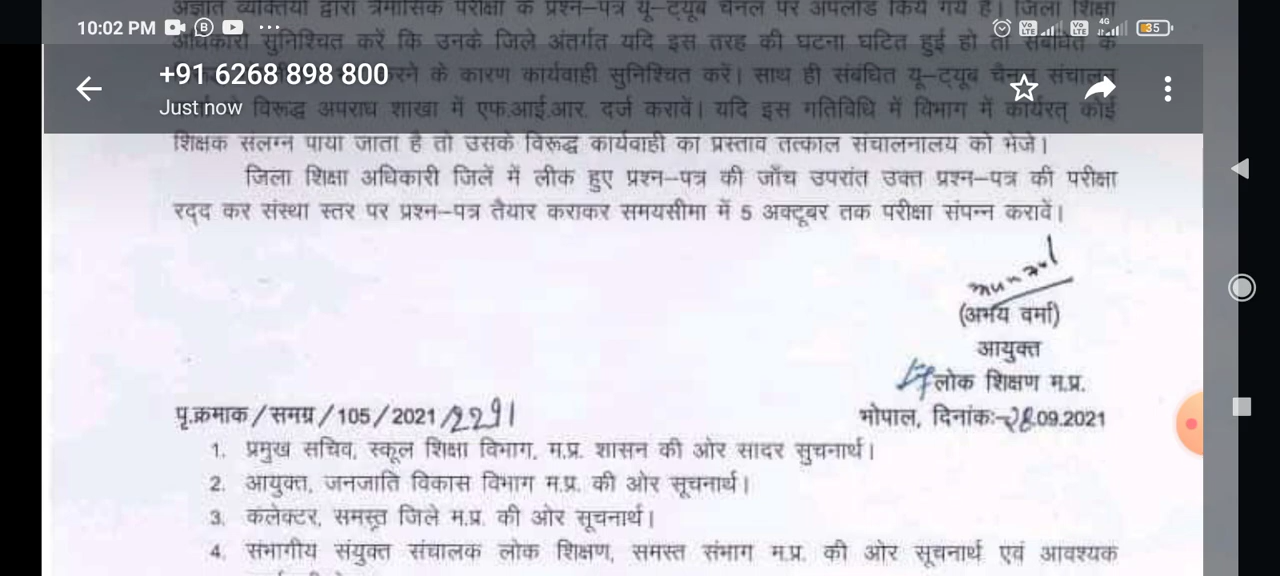 अज्ञात व्यक्तियों द्वारा त्रैमासिक परीक्षा के प्रश्न–पत्र यू–ट्यूब चैनल पर अपलोड किये गये है। जिला शिक्षा
10:02 PM
4G
35
अधिकारी सुनिश्चित करें कि उनके जिले अंतर्गत यदि इस तरह की घटना घटित हुई हो तो संबंधित के
+91 6268 898 800
करने के कारण कार्यवाही सुनिश्चित करें। साथ ही संबंधित यू–ट्यूब चैनल संचालन
Just now
विरूद्ध अपराध शाखा में एफ.आई.आर. दर्ज करावें। यदि इस गतिविधि में विभाग में कार्यरत् कोई
शिक्षक संलग्न पाया जाता है तो उसके विरूद्ध कार्यवाही का प्रस्ताव तत्काल संचालनालय को भेजे।
जिला शिक्षा अधिकारी जिलें में लीक हुए प्रश्न–पत्र की जॉंच उपरांत उक्त प्रश्न–पत्र की परीक्षा
रद्द कर संस्था स्तर पर प्रश्न–पत्र तैयार कराकर समयसीमा में 5 अक्टूबर तक परीक्षा संपन्न करावें।
(अभय वर्मा)
आयुक्त
लोक शिक्षण म.प्र.
पृ.क्रमाक/समग्र/105/2021/2291
भोपाल, दिनांकः–28.09.2021
1. प्रमुख सचिव, स्कूल शिक्षा विभाग, म.प्र. शासन की ओर सादर सुचनार्थ।
2. आयुक्त, जनजाति विकास विभाग म.प्र. की ओर सूचनार्थ।
3. कलेक्टर, समस्त जिले म.प्र. की ओर सूचनार्थ।
4. संभागीय संयुक्त संचालक लोक शिक्षण, समस्त संभाग म.प्र. की ओर सूचनार्थ एवं आवश्यक